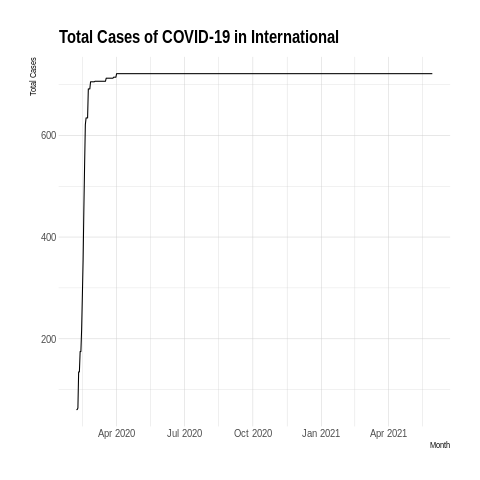 Total Cases of COVID-19 in International
Total Cases
600
400
200
Apr 2020 Jul 2020 Oct 2020 Jan 2021 Apr 2021
Month